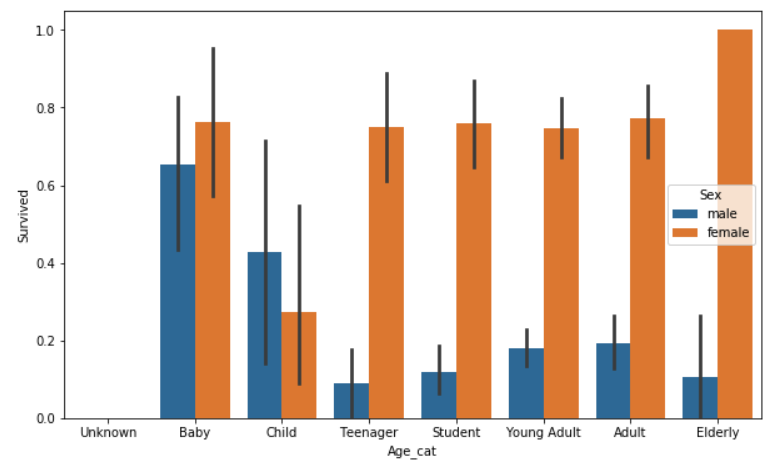 1.0
0.8
0.6
0.4
0.2
0.0
Survived
Sex
male
female
Unknown Baby Child Teenager Student Young Adult Adult Elderly
Age_cat